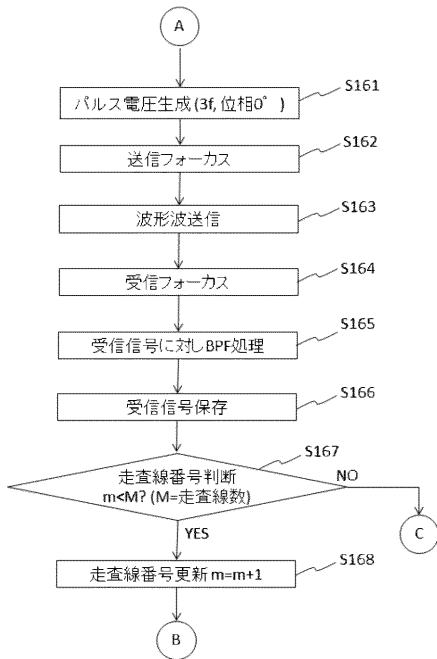 A
S161
パルス電圧生成(3f, 位相0°)
S162
送信フォーカス
S163
波形波送信
S164
受信フォーカス
S165
受信信号に対しBPF処理
S166
受信信号保存
S167
走査線番号判断
m<M? (M=走査線数)
NO
C
YES
S168
走査線番号更新 m=m+1
B